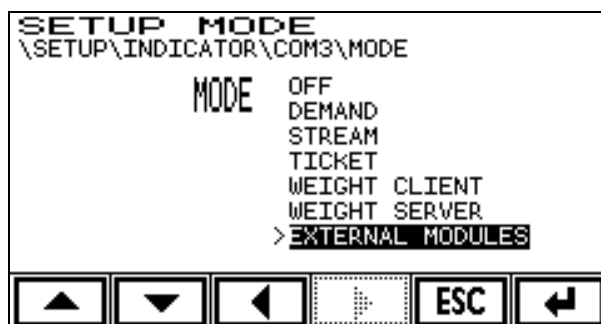 SETUP MODE
\SETUP\INDICATOR\COM3\MODE
MODE
OFF
DEMAND
STREAM
TICKET
WEIGHT CLIENT
WEIGHT SERVER
>EXTERNAL MODULES
ESC